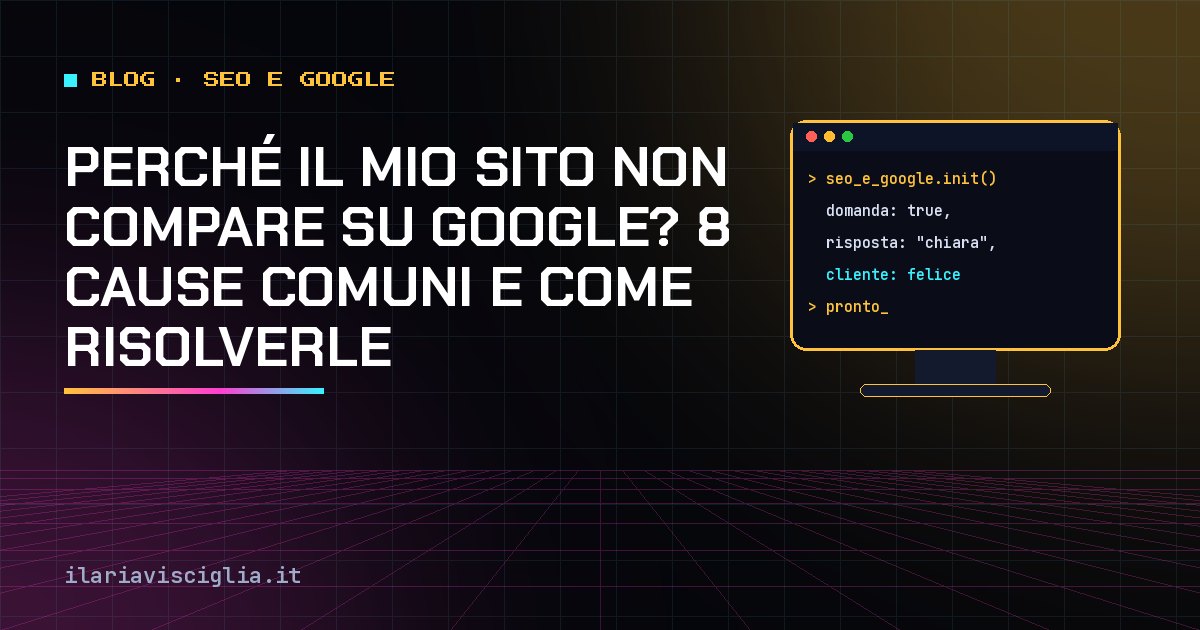 BLOG · SEO E GOOGLE
PERCHÉ IL MIO SITO NON
COMPARE SU GOOGLE? 8
CAUSE COMUNI E COME
RISOLVERLE
> seo_e_google.init()
domanda: true,
risposta: "chiara",
cliente: felice
> pronto_
ilariavisciglia.it